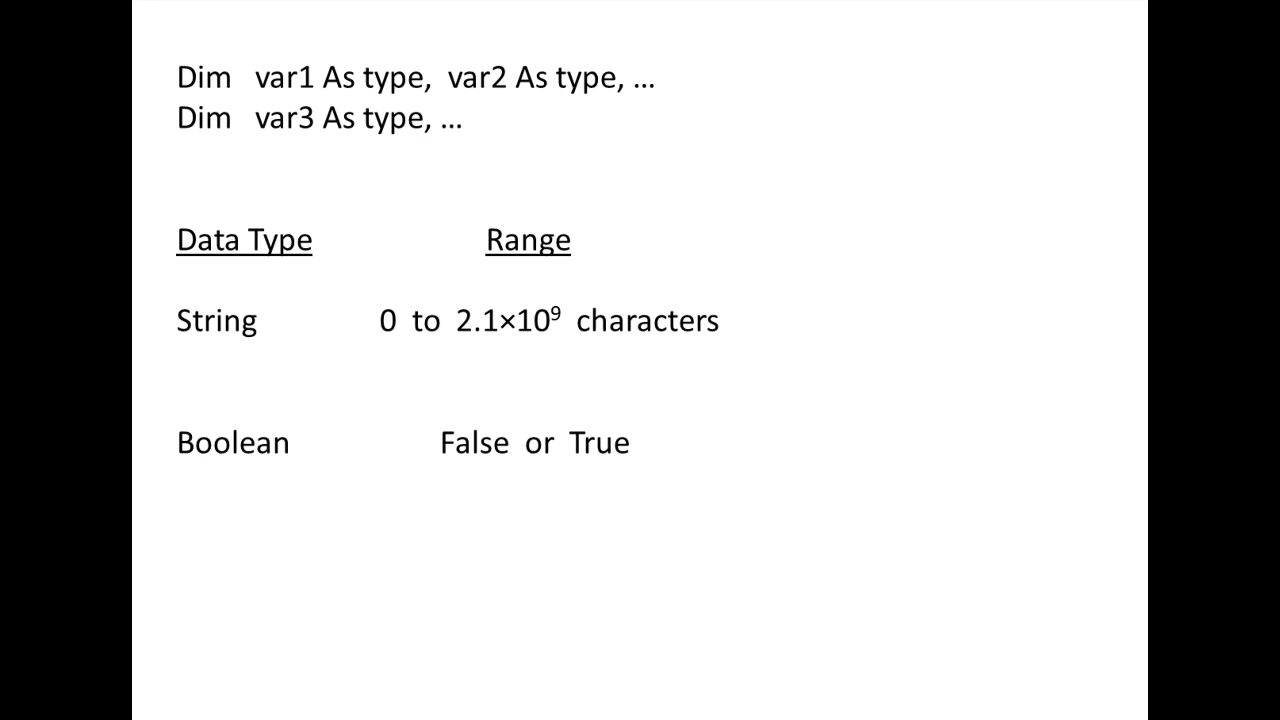 Dim var1 As type, var2 As type, ...
Dim var3 As type, ...
Data Type Range
String 0 to 2.1×10⁹ characters
Boolean False or True